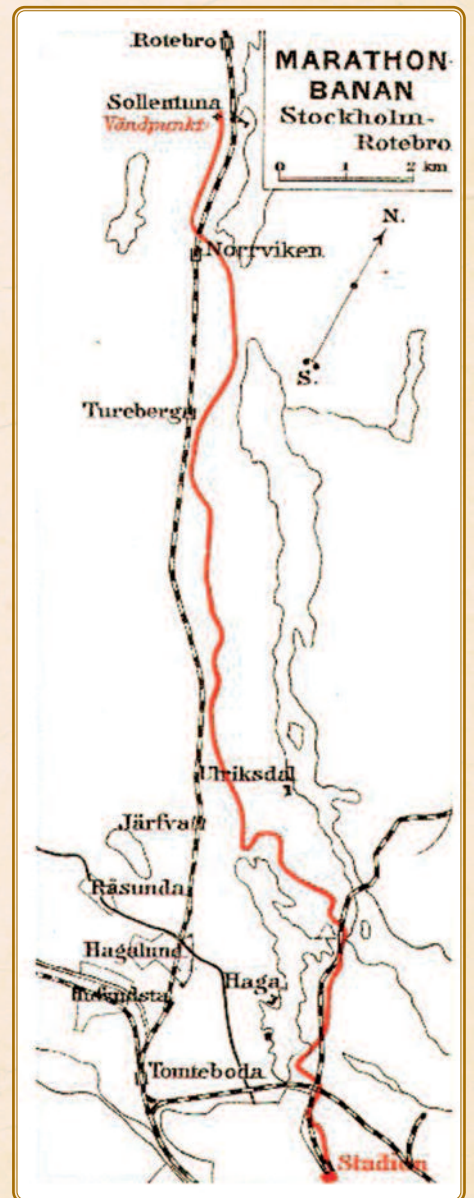 MARATHON-
BANAN
Stockholm-
Rotebro
0 1 2 km
N.
S.
Rotebro
Sollentuna
Vändpunkt
Norrviken
Tureberg
Ulriksdal
Järfva
Råsunda
Hagalund
Haga
Tomteboda
Stadion